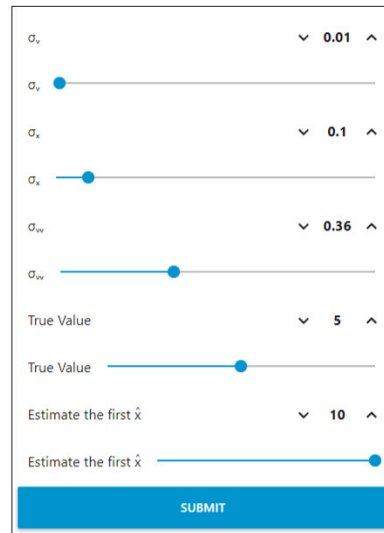 σᵥ 0.01
σᵥ
σₓ 0.1
σₓ
σᵥᵥ 0.36
σᵥᵥ
True Value 5
True Value
Estimate the first x̂ 10
Estimate the first x̂
SUBMIT